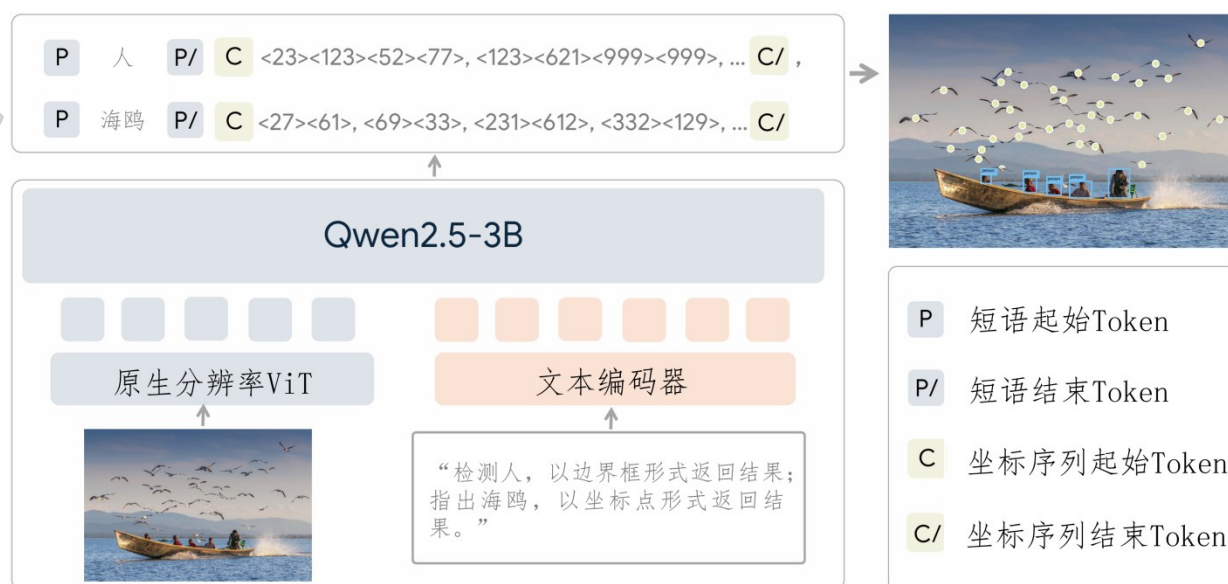 P 人 P/ C <23><123><52><77>, <123><621><999><999>, ... C/ ,
P 海鸥 P/ C <27><61>, <69><33>, <231><612>, <332><129>, ... C/
Qwen2.5-3B
原生分辨率ViT
文本编码器
“检测人，以边界框形式返回结果；
指出海鸥，以坐标点形式返回结
果。”
P 短语起始Token
P/ 短语结束Token
C 坐标序列起始Token
C/ 坐标序列结束Token